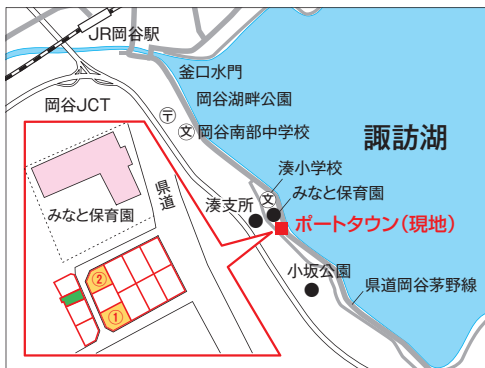 JR岡谷駅
釜口水門
岡谷湖畔公園
岡谷JCT
〒
文
岡谷南部中学校
諏訪湖
湊小学校
文
みなと保育園
湊支所
ポートタウン(現地)
県道
みなと保育園
小坂公園
県道岡谷茅野線
②
①